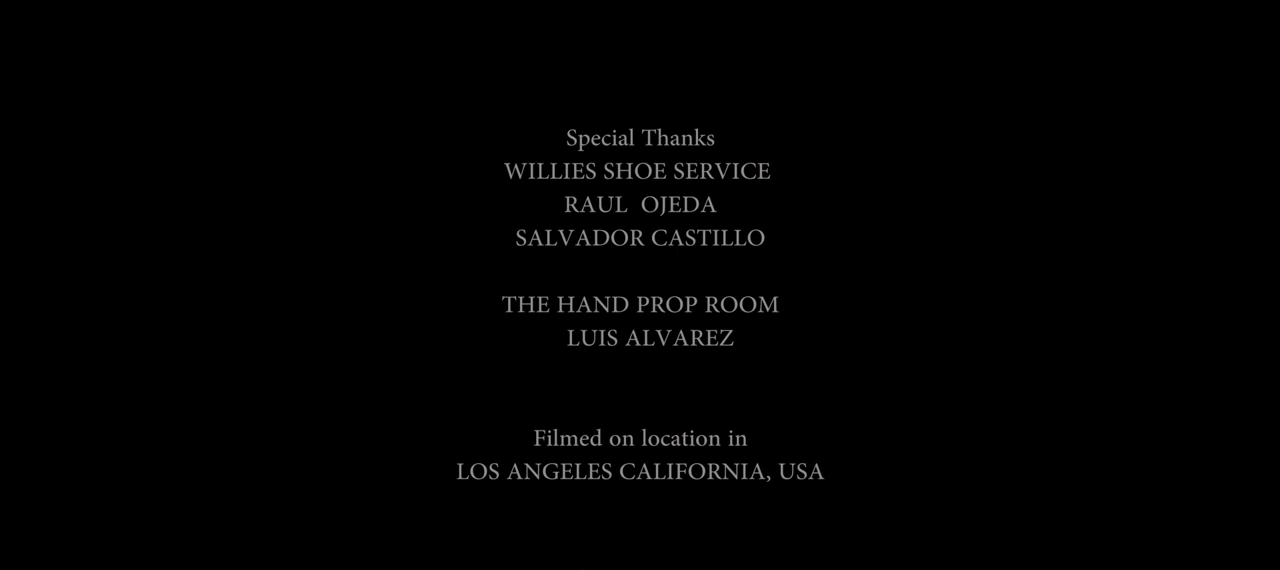 Special Thanks
WILLIES SHOE SERVICE
RAUL  OJEDA
SALVADOR CASTILLO
THE HAND PROP ROOM
LUIS ALVAREZ
Filmed on location in
LOS ANGELES CALIFORNIA, USA